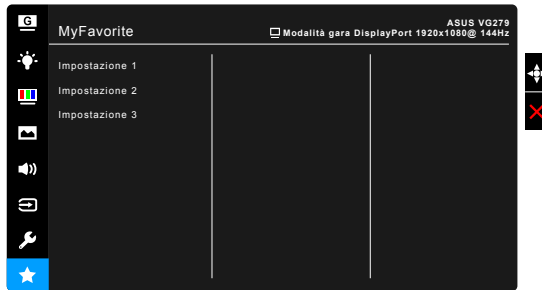 G
MyFavorite
ASUS VG279
Modalità gara DisplayPort 1920x1080@ 144Hz
Impostazione 1
Impostazione 2
Impostazione 3